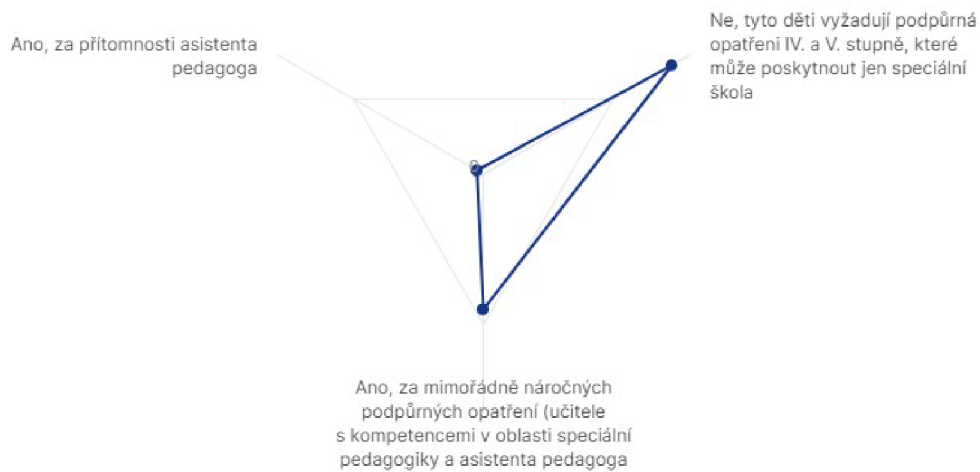 Ano, za přítomnosti asistenta
pedagoga
Ne, tyto děti vyžadují podpůrná
opatřeni IV. a V. stupně, které
může poskytnout jen speciální
škola
0
Ano, za mimořádně náročných
podpůrných opatření (učitele
s kompetencemi v oblasti speciální
pedagogiky a asistenta pedagoga